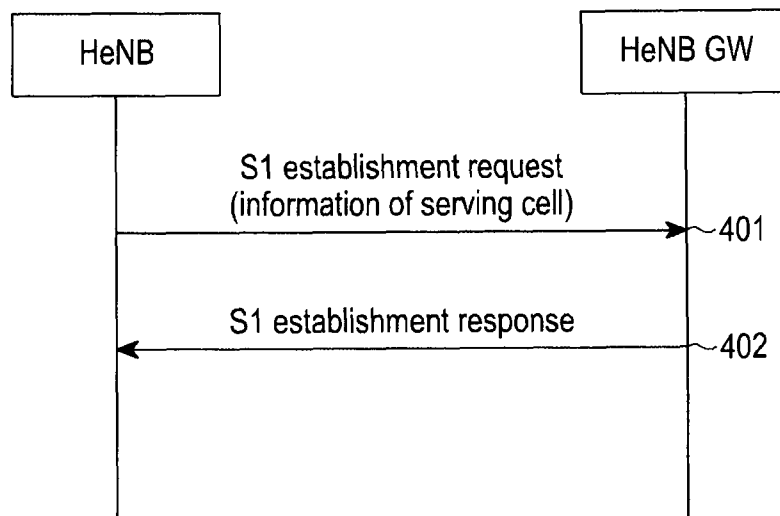 HeNB
HeNB GW
S1 establishment request
(information of serving cell)
401
S1 establishment response
402